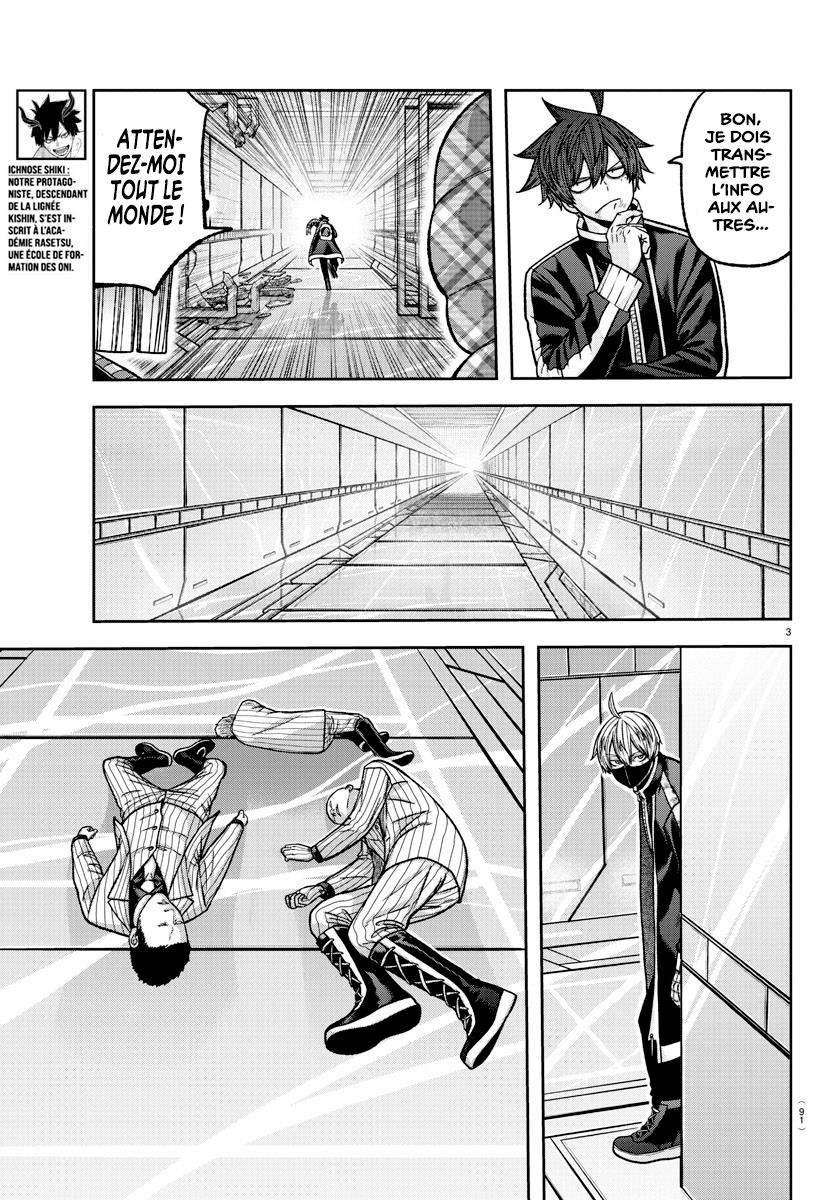 BON,
JE DOIS
TRANS-
METTRE
L'INFO
AUX AU-
TRES...
ATTEN-
DEZ-MOI
TOUT LE
MONDE !
ICHNOSE SHIKI :
NOTRE PROTAGO-
NISTE, DESCENDANT
DE LA LIGNÉE
KISHIN, S'EST INS-
CRIT À L'ACA-
DÉMIE RASETSU,
UNE ÉCOLE DE FOR-
MATION DES ONI.
3
(91)